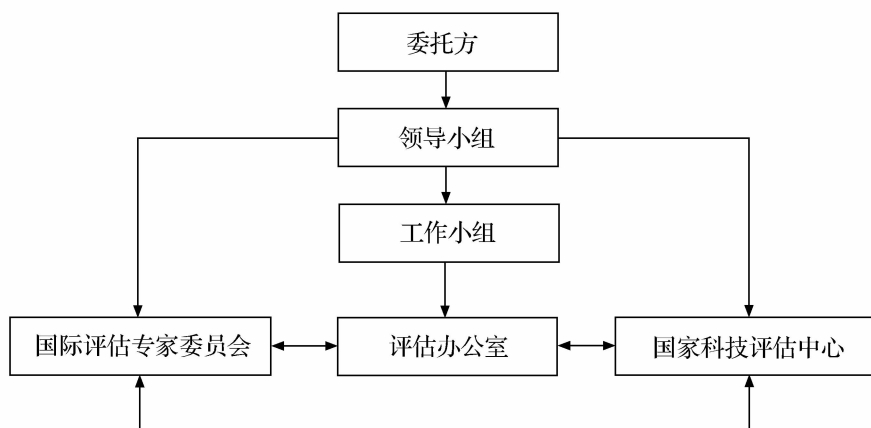 委托方
领导小组
工作小组
国际评估专家委员会
评估办公室
国家科技评估中心